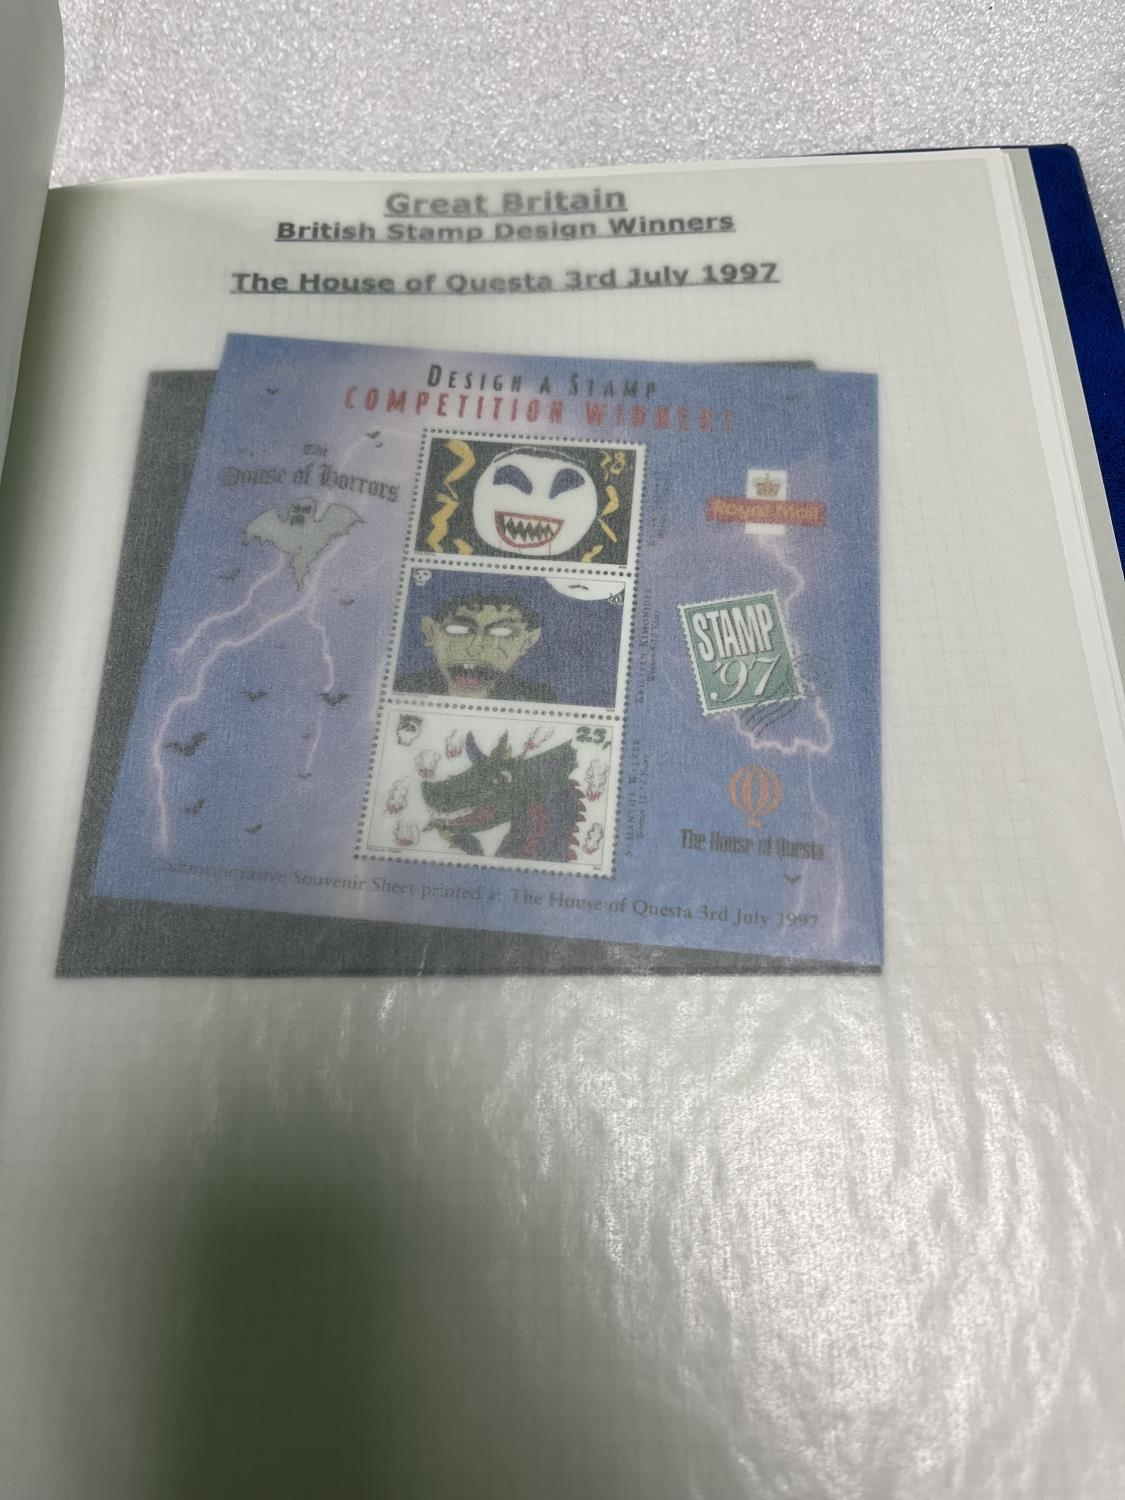 Great Britain
British Stamp Design Winners
The House of Questa 3rd July 1997
DESIGN A STAMP
COMPETITION WINNERS
The
House of Horrors
Royal Mail
STAMP
'97
25
The House of Questa
Commemorative Souvenir Sheet printed at The House of Questa 3rd July 1997